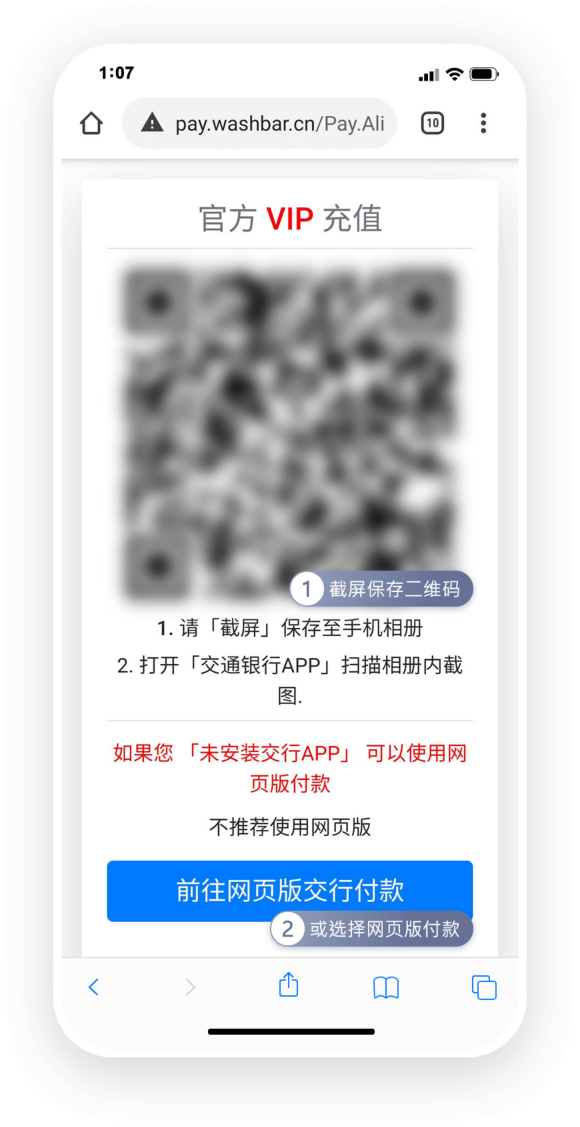 1:07
pay.washbar.cn/Pay.Ali
10
官方 VIP 充值
1 截屏保存二维码
1. 请「截屏」保存至手机相册
2. 打开「交通银行APP」扫描相册内截
图.
如果您 「未安装交行APP」 可以使用网
页版付款
不推荐使用网页版
前往网页版交行付款
2 或选择网页版付款